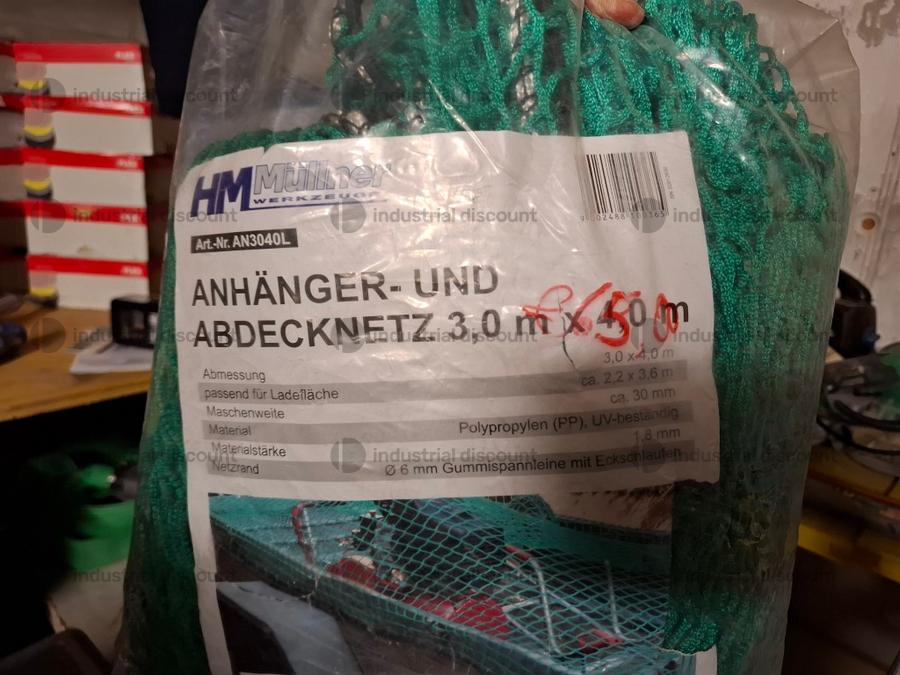 HM Müllner
WERKZEUGE
Art.-Nr. AN3040L
ANHÄNGER- UND
ABDECKNETZ 3,0 m x 4,0 m
€ 65,0
Abmessung 3,0 x 4,0 m
passend für Ladefläche ca. 2,2 x 3,6 m
Maschenweite ca. 30 mm
Material Polypropylen (PP), UV-beständig
Materialstärke 1,8 mm
Netzrand Ø 6 mm Gummispannleine mit Eckschlaufen
industrial discount